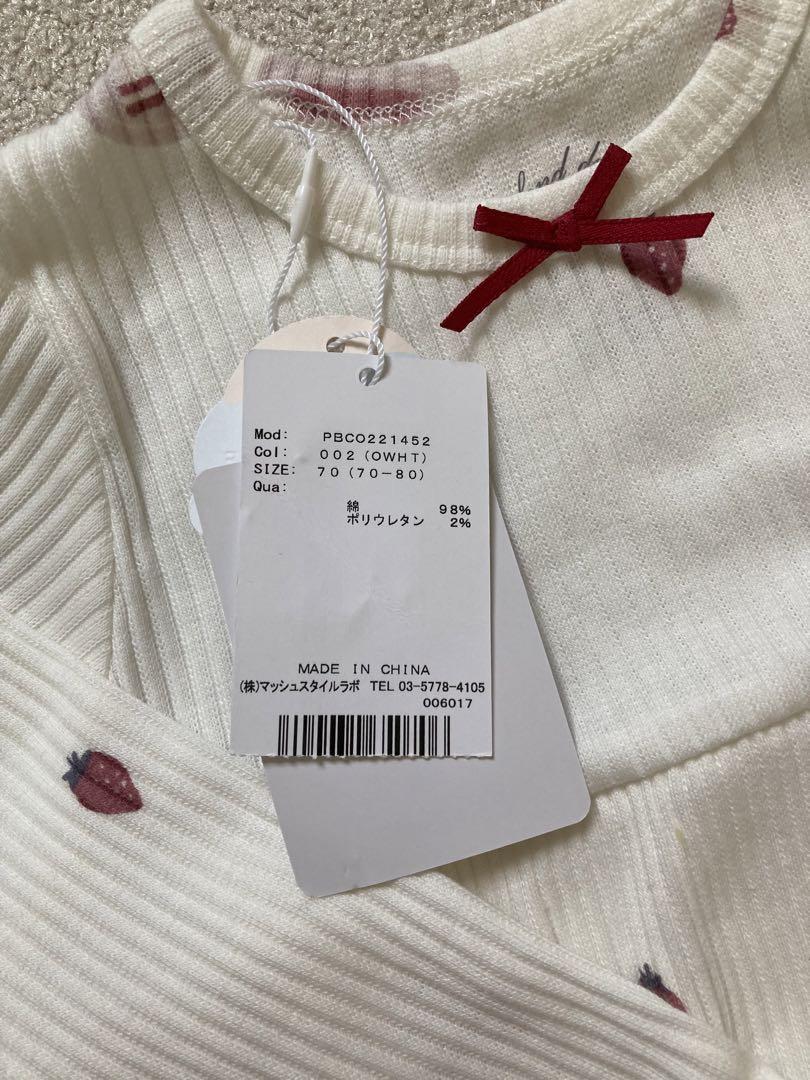 Mod: PBCO221452
Col: 002(OWHT)
SIZE: 70(70-80)
Qua:
綿 98%
ポリウレタン 2%
MADE IN CHINA
(株)マッシュスタイルラボ TEL 03-5778-4105
006017